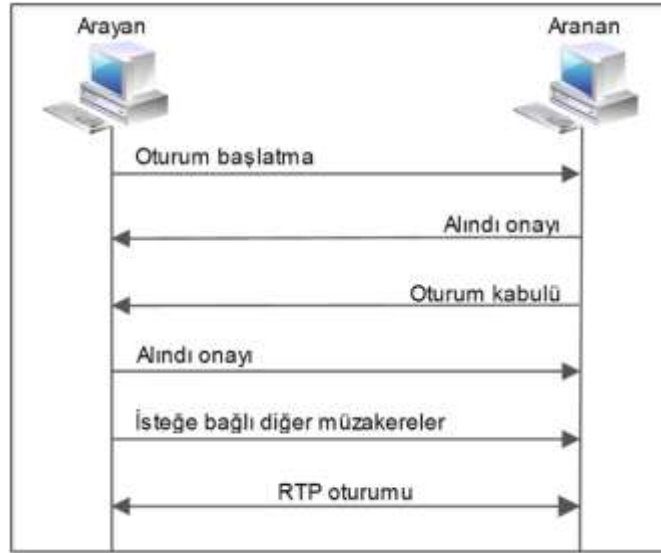 Arayan
Aranan
Oturum başlatma
Alındı onayı
Oturum kabulü
Alındı onayı
İsteğe bağlı diğer müzakereler
RTP oturumu